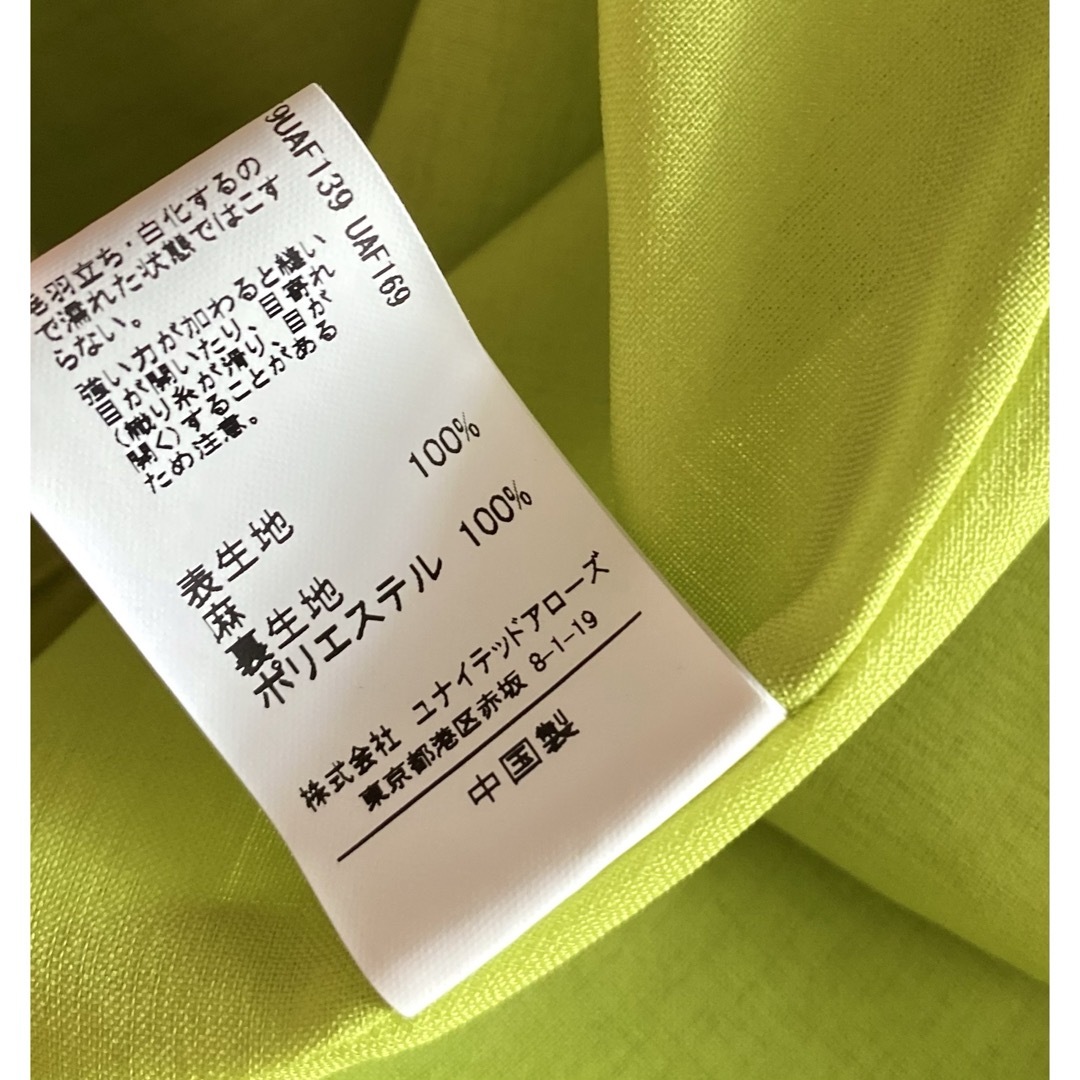 9UAF139 UAF169
毛羽立ち・白化するの
で濡れた状態ではこす
らない。
強い力が加わると縫い
目が開いたり、目寄れ
(織り糸が滑り、目が
開く)することがある
ため注意。
表生地
麻 100%
裏生地
ポリエステル 100%
株式会社 ユナイテッドアローズ
東京都港区赤坂 8-1-19
中国製